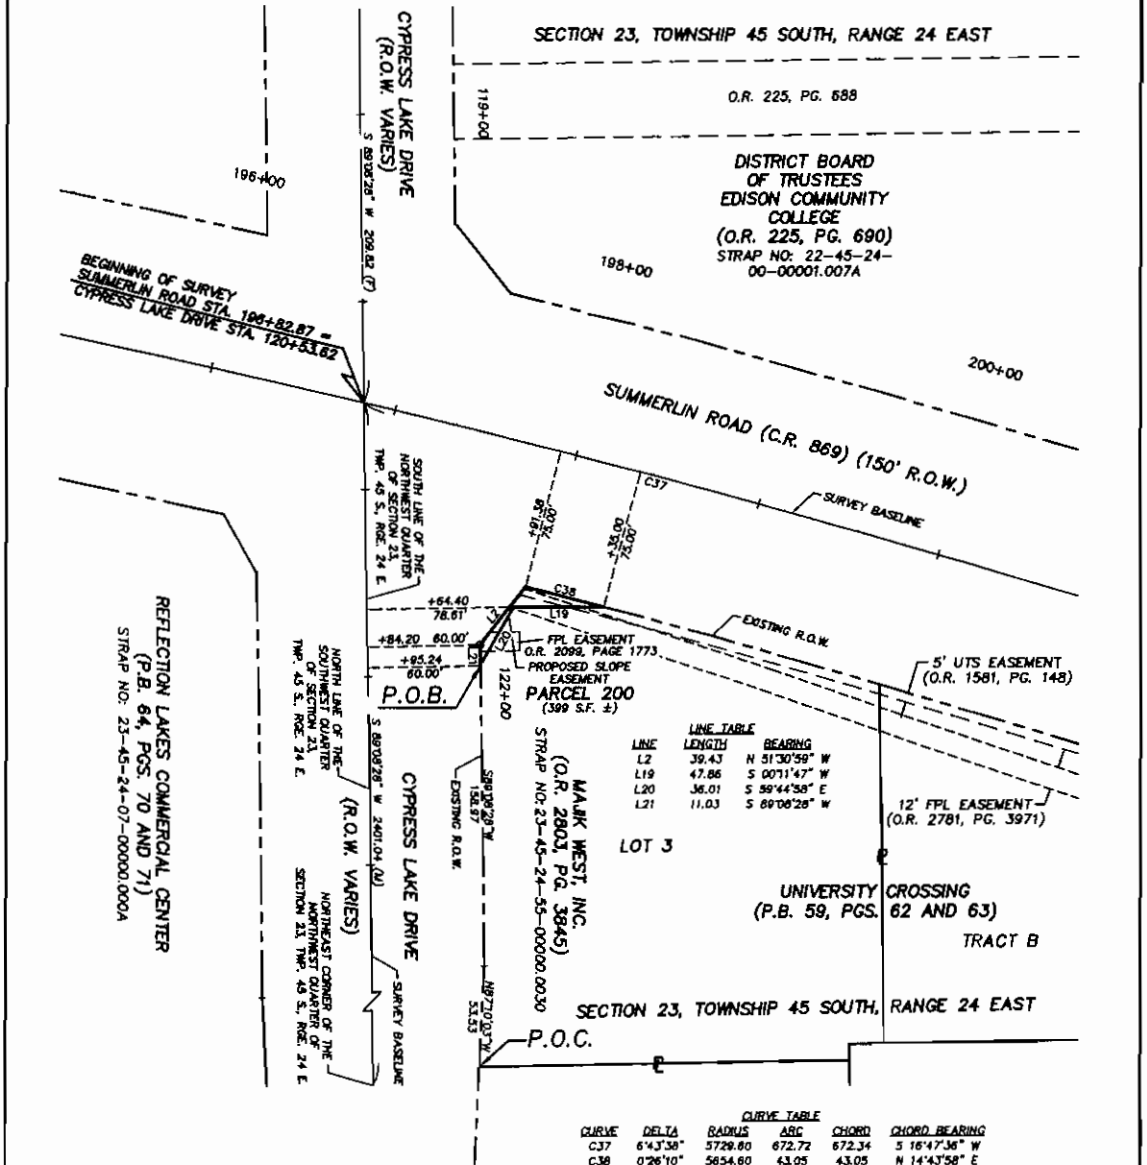 SECTION 23, TOWNSHIP 45 SOUTH, RANGE 24 EAST
CYPRESS LAKE DRIVE
(R.O.W. VARIES)
119+00
O.R. 225, PG. 688
S 89°08'28" W 209.82 (F)
196+00
DISTRICT BOARD
OF TRUSTEES
EDISON COMMUNITY
COLLEGE
(O.R. 225, PG. 690)
STRAP NO: 22-45-24-
00-00001.007A
198+00
BEGINNING OF SURVEY
SUMMERLIN ROAD STA. 196+82.87 =
CYPRESS LAKE DRIVE STA. 120+53.62
200+00
SUMMERLIN ROAD (C.R. 869) (150' R.O.W.)
C37
SURVEY BASELINE
SOUTH LINE OF THE
NORTHWEST QUARTER
OF SECTION 23,
TWP. 45 S., RGE. 24 E.
+91.58
75.00'
+35.00
75.00'
C38
+64.40
78.61'
L2
L19
L20
+84.20 60.00'
L21
+95.24
60.00'
P.O.B.
FPL EASEMENT
O.R. 2099, PAGE 1773
PROPOSED SLOPE
EASEMENT
PARCEL 200
(399 S.F. ±)
122+00
EXISTING R.O.W.
5' UTS EASEMENT
(O.R. 1581, PG. 148)
12' FPL EASEMENT
(O.R. 2781, PG. 3971)
REFLECTION LAKES COMMERCIAL CENTER
(P.B. 64, PGS. 70 AND 71)
STRAP NO: 23-45-24-07-00000.000A
NORTH LINE OF THE
SOUTHWEST QUARTER
OF SECTION 23,
TWP. 45 S., RGE. 24 E.
S 89°08'28" W 2401.04 (M)
CYPRESS LAKE DRIVE
(R.O.W. VARIES)
EXISTING R.O.W.
S89°08'28"W
158.97
MAJIK WEST, INC.
(O.R. 2803, PG. 3845)
STRAP NO: 23-45-24-55-00000.0030
LINE TABLE
LINE LENGTH BEARING
L2 39.43 N 51°30'59" W
L19 47.86 S 00°11'47" W
L20 36.01 S 59°44'58" E
L21 11.03 S 89°08'28" W
LOT 3
UNIVERSITY CROSSING
(P.B. 59, PGS. 62 AND 63)
TRACT B
NORTHEAST CORNER OF THE
NORTHWEST QUARTER OF
SECTION 23, TWP. 45 S., RGE. 24 E.
SURVEY BASELINE
N87°10'03"W
53.53
SECTION 23, TOWNSHIP 45 SOUTH, RANGE 24 EAST
P.O.C.
CURVE TABLE
CURVE DELTA RADIUS ARC CHORD CHORD BEARING
C37 6°43'38" 5729.60 672.72 672.34 S 16°47'36" W
C38 0°26'10" 5654.60 43.05 43.05 N 14°43'58" E